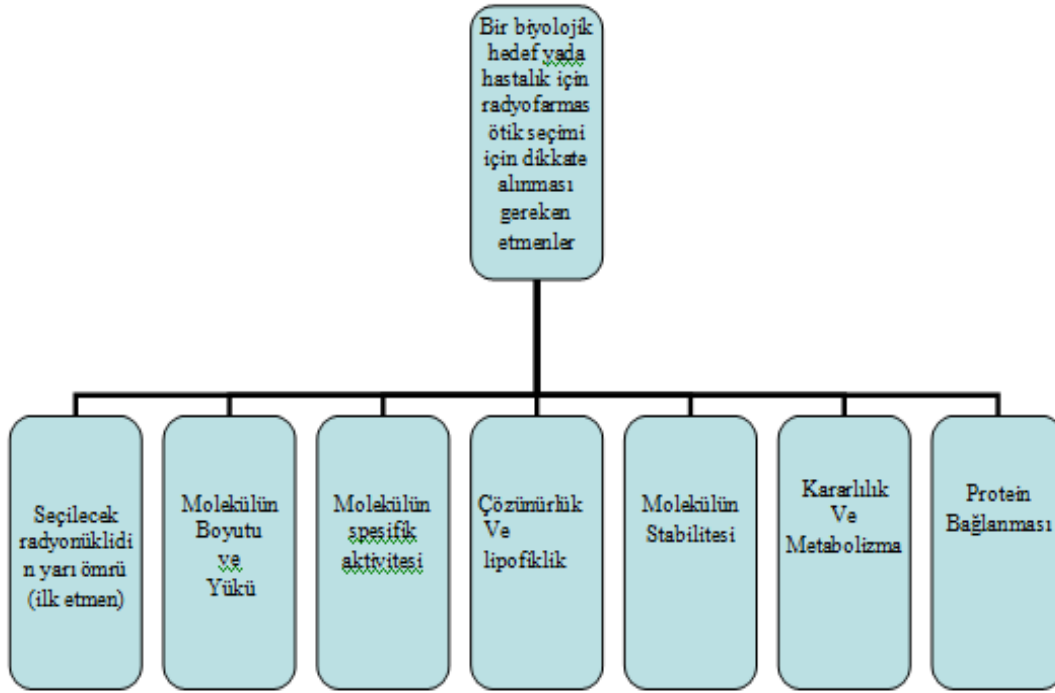 Bir biyolojik
hedef yada
hastalık için
radyofarmas
ötik seçimi
için dikkate
alınması
gereken
etmenler
Seçilecek
radyonüklidi
n yarı ömrü
(ilk etmen)
Molekülün
Boyutu
ve
Yükü
Molekülün
spesifik
aktivitesi
Çözünürlük
Ve
lipofiklik
Molekülün
Stabilitesi
Kararlılık
Ve
Metabolizma
Protein
Bağlanması